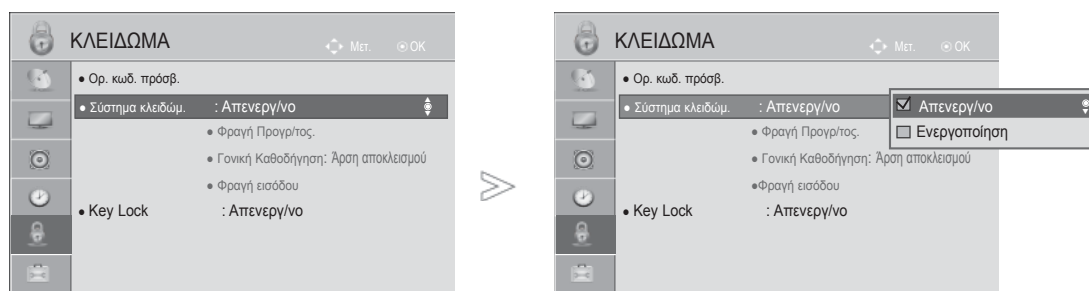 ΚΛΕΙΔΩΜΑ
Μετ.
OK
• Ορ. κωδ. πρόσβ.
• Σύστημα κλειδώμ. : Απενεργ/νο
• Φραγή Προγρ/τος.
• Γονική Καθοδήγηση: Άρση αποκλεισμού
• Φραγή εισόδου
• Key Lock : Απενεργ/νο
>
ΚΛΕΙΔΩΜΑ
Μετ.
OK
• Ορ. κωδ. πρόσβ.
• Σύστημα κλειδώμ. : Απενεργ/νο
Απενεργ/νο
Ενεργοποίηση
• Φραγή Προγρ/τος.
• Γονική Καθοδήγηση: Άρση αποκλεισμού
•Φραγή εισόδου
• Key Lock : Απενεργ/νο